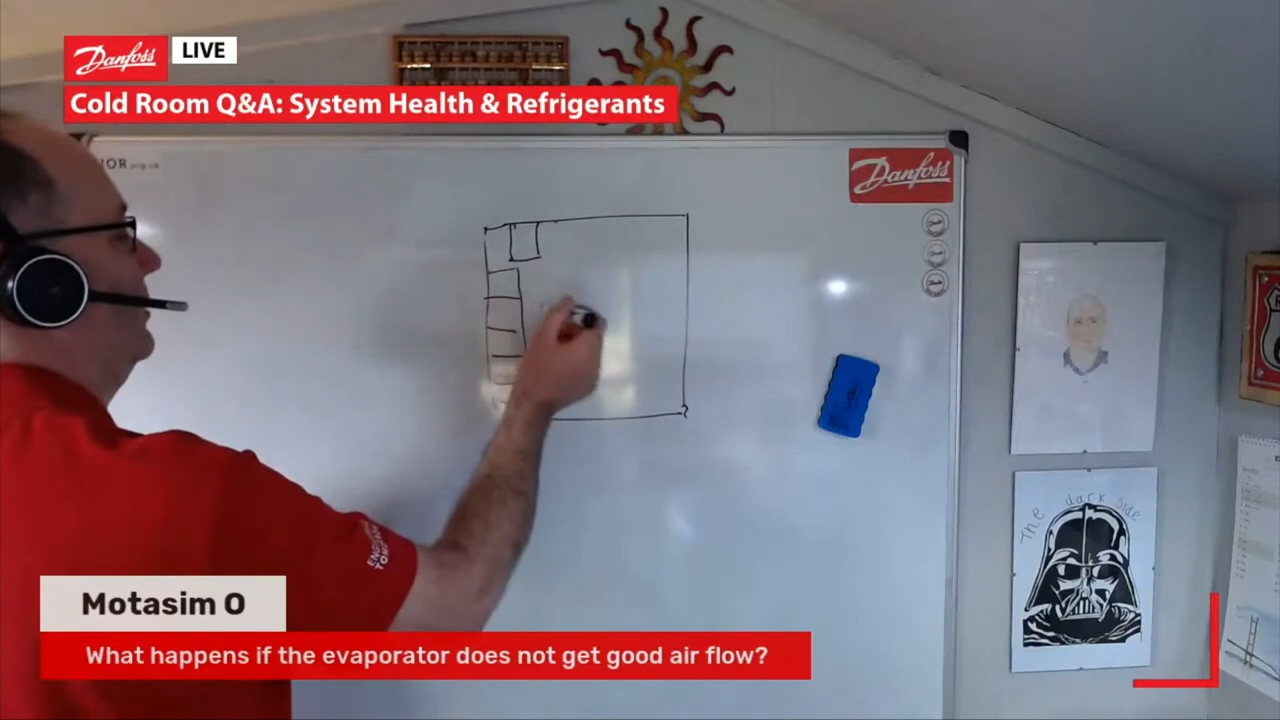 Danfoss
LIVE
Cold Room Q&A: System Health & Refrigerants
Danfoss
The dark side
Motasim O
What happens if the evaporator does not get good air flow?